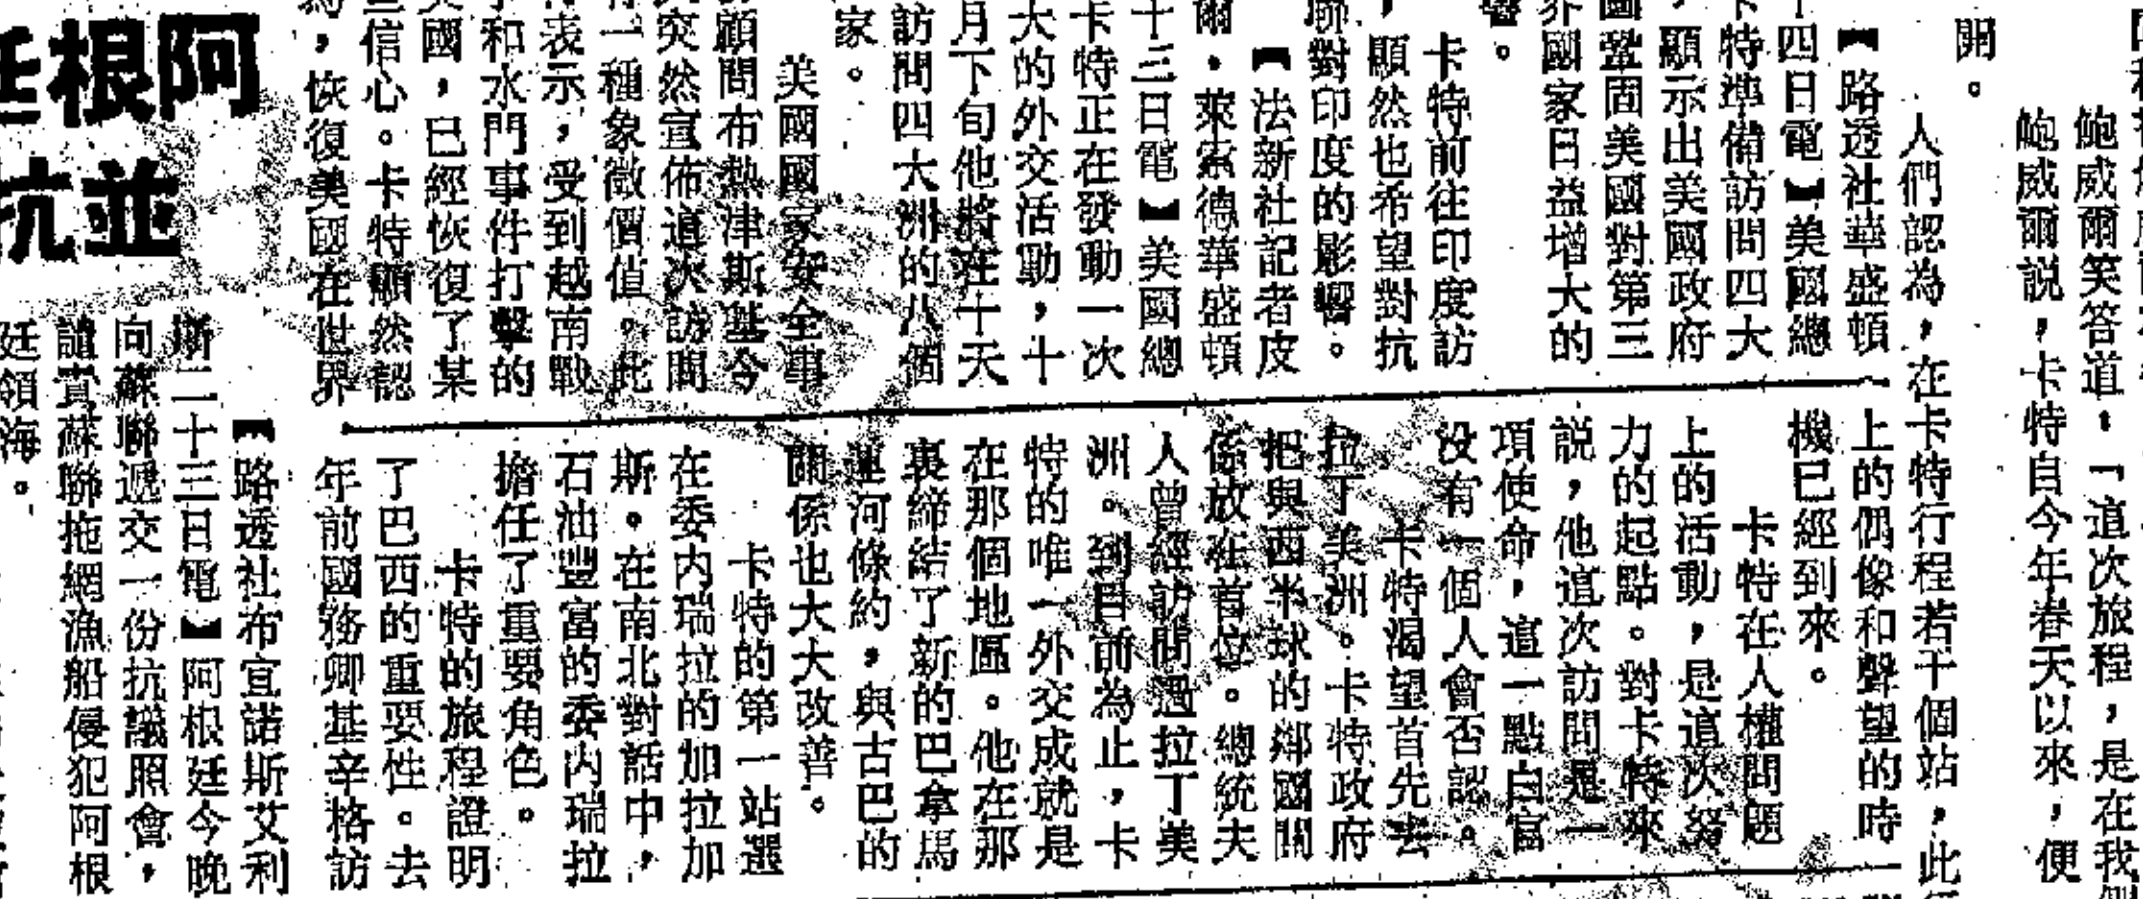 鮑威爾笑答道：「這次旅程，是在我們
鮑威爾説，卡特自今年春天以來，便
開。
人們認為，在卡特行程若干個站，此
【路透社華盛頓
十四日電】美國總
卡特準備訪問四大
，顯示出美國政府
圖鞏固美國對第三
界國家日益增大的
響。
卡特前往印度訪
，顯然也希望對抗
聯對印度的影響。
【法新社記者皮
爾·萊索德華盛頓
十三日電】美國總
卡特正在發動一次
大的外交活動，十
月下旬他將在十天
訪問四大洲的八個
家。
美國國家安全事
顧問布熱津斯基今
突然宣佈這次訪問
一種象徵價值。此
表示，受到越南戰
和水門事件打擊的
美國，已經恢復了某
信心。卡特顯然認
為，恢復美國在世界
上的偶像和聲望的時
機已經到來。
卡特在人權問題
上的活動，是這次努
力的起點。對卡特來
説，他這次訪問是一
項使命，這一點白宮
没有一個人會否認。
卡特渴望首先去
拉丁美洲。卡特政府
把與西半球的鄰國關
係放在首位。總統夫
人曾經訪問過拉丁美
洲。到目前為止，卡
特的唯一外交成就是
在那個地區。他在那
裏締結了新的巴拿馬
運河條約，與古巴的
關係也大大改善。
卡特的第一站選
在委内瑞拉的加拉加
斯。在南北對話中，
石油豐富的委内瑞拉
擔任了重要角色。
卡特的旅程證明
了巴西的重要性。去
年前國務卿基辛格訪
阿根廷
並抗
【路透社布宜諾斯艾利
斯二十三日電】阿根廷今晚
向蘇聯遞交一份抗議照會，
譴責蘇聯拖網漁船侵犯阿根
廷領海。